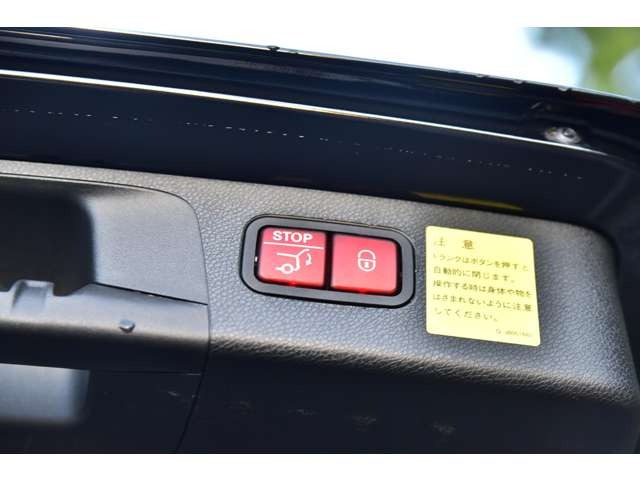 STOP
注 意
トランクはボタンを押すと
自動的に閉じます。
操作する時は身体や物を
はさまれないように注意
してください。